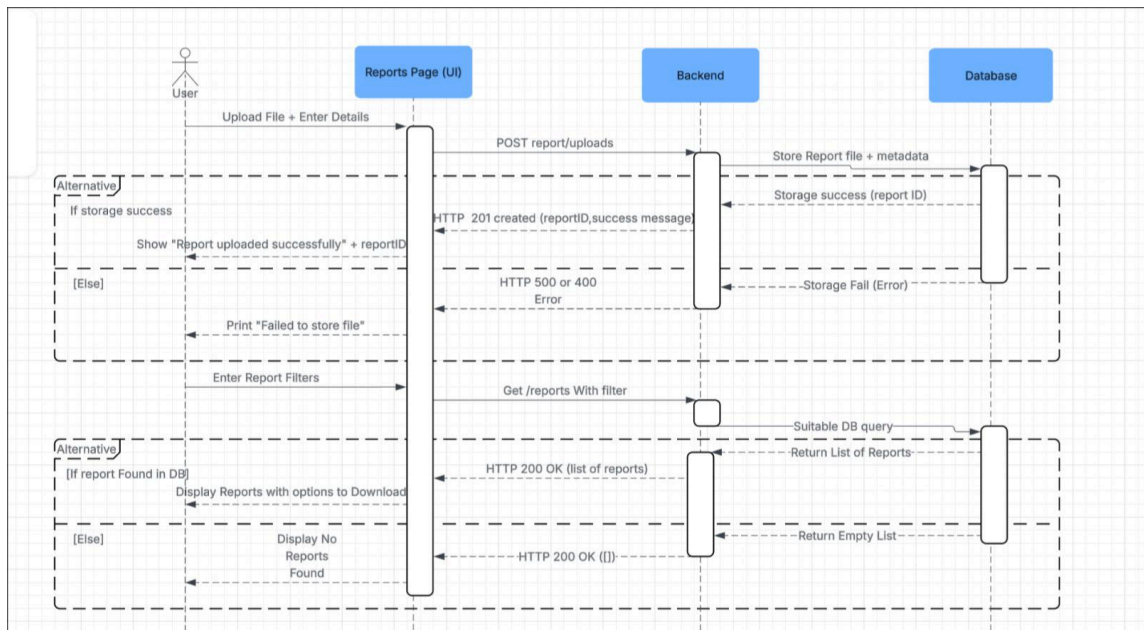 Reports Page (UI)
Backend
Database
User
Upload File + Enter Details
POST report/uploads
Store Report file + metadata
Alternative
If storage success
Storage success (report ID)
HTTP 201 created (reportID,success message)
Show "Report uploaded successfully" + reportID
[Else]
HTTP 500 or 400
Error
Storage Fail (Error)
Print "Failed to store file"
Enter Report Filters
Get /reports With filter
Suitable DB query
Alternative
Return List of Reports
[If report Found in DB]
HTTP 200 OK (list of reports)
Display Reports with options to Download
[Else]
Display No
Reports
Found
Return Empty List
HTTP 200 OK ([])